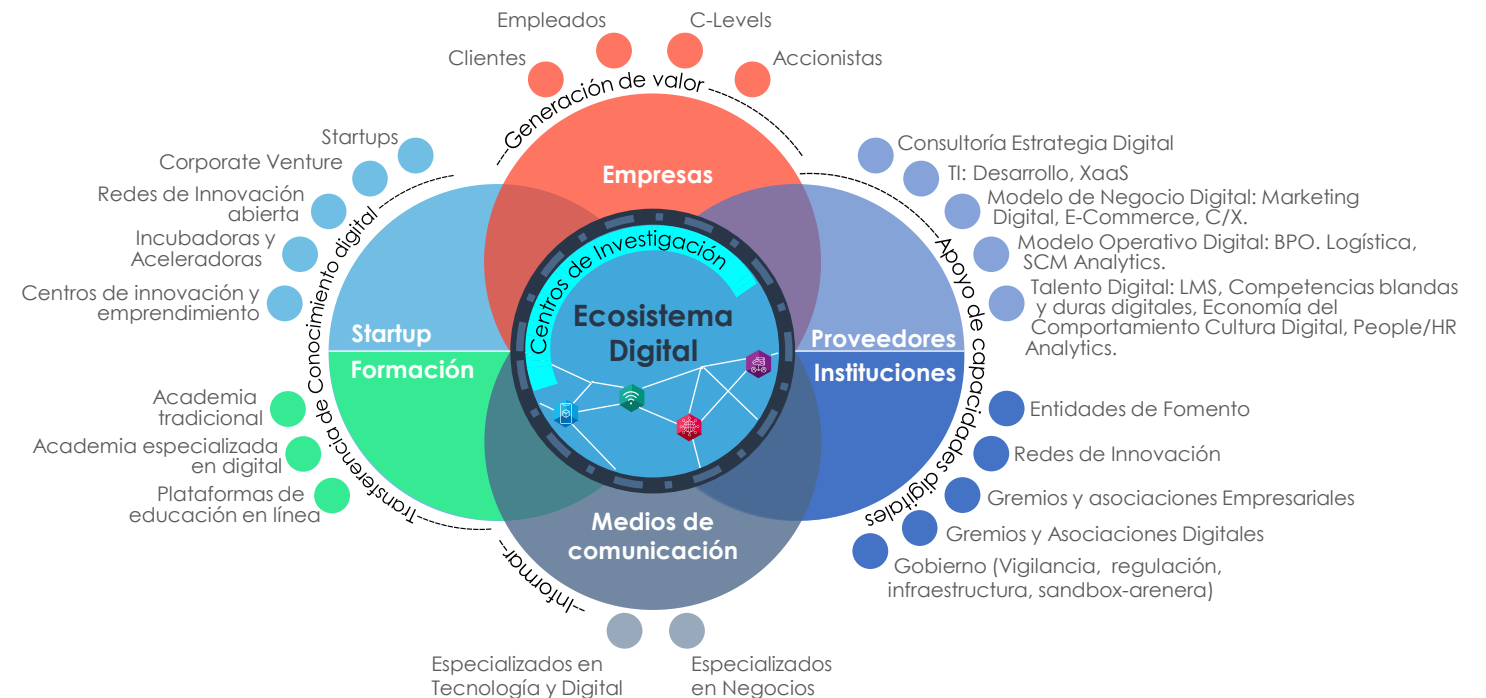 Empleados
C-Levels
Clientes
Accionistas
Generación de valor
Empresas
Startups
Corporate Venture
Redes de Innovación
abierta
Incubadoras y
Aceleradoras
Centros de innovación y
emprendimiento
Transferencia de Conocimiento digital
Startup
Formación
Academia
tradicional
Academia especializada
en digital
Plataformas de
educación en línea
Centros de Investigación
Ecosistema
Digital
Consultoría Estrategia Digital
TI: Desarrollo, XaaS
Modelo de Negocio Digital: Marketing
Digital, E-Commerce, C/X.
Modelo Operativo Digital: BPO. Logística,
SCM Analytics.
Talento Digital: LMS, Competencias blandas
y duras digitales, Economía del
Comportamiento Cultura Digital, People/HR
Analytics.
Apoyo de capacidades digitales
Proveedores
Instituciones
Entidades de Fomento
Redes de Innovación
Gremios y asociaciones Empresariales
Gremios y Asociaciones Digitales
Gobierno (Vigilancia, regulación,
infraestructura, sandbox-arenera)
Medios de
comunicación
Informar
Especializados en
Tecnología y Digital
Especializados
en Negocios